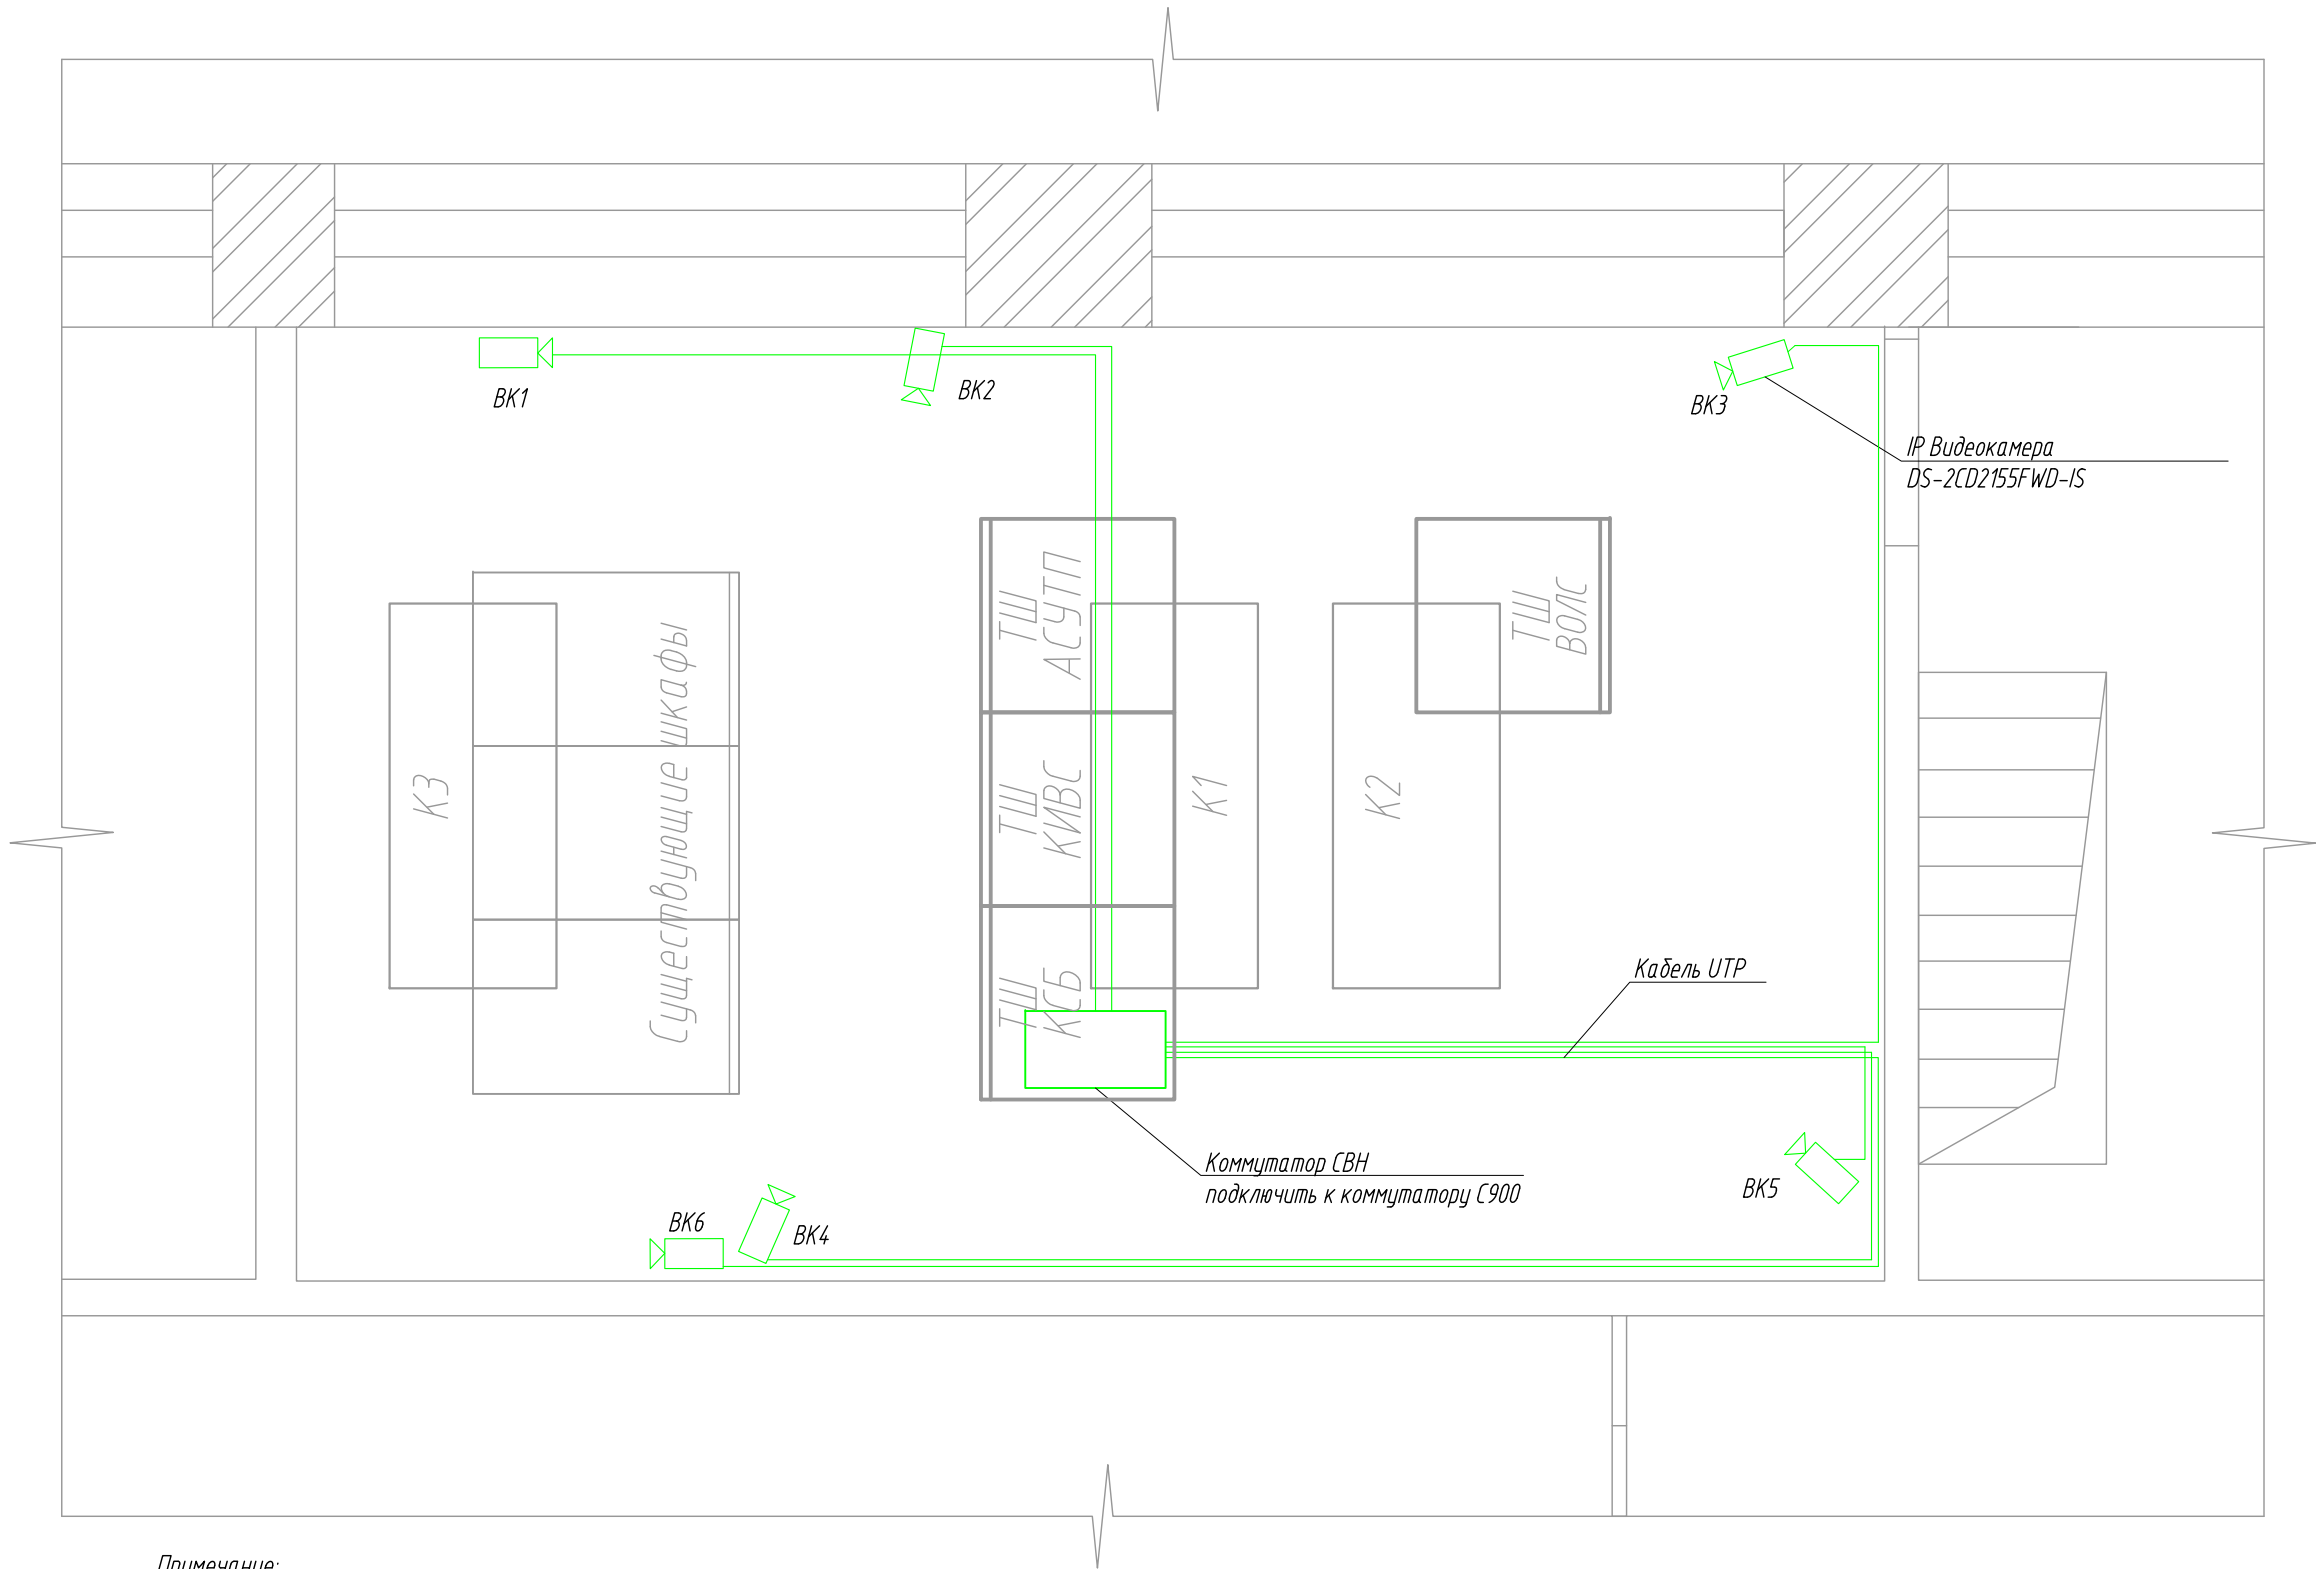 ВК1
ВК2
ВК3
IP Видеокамера
DS-2CD2155FWD-IS
ТШ
АСУТП
ТШ
Волс
Существующие шкафы
К3
ТШ
КИВС
К1
К2
ТШ
КСБ
Кабель UTP
Коммутатор СВН
подключить к коммутатору С900
ВК5
ВК6
ВК4
Примечание: